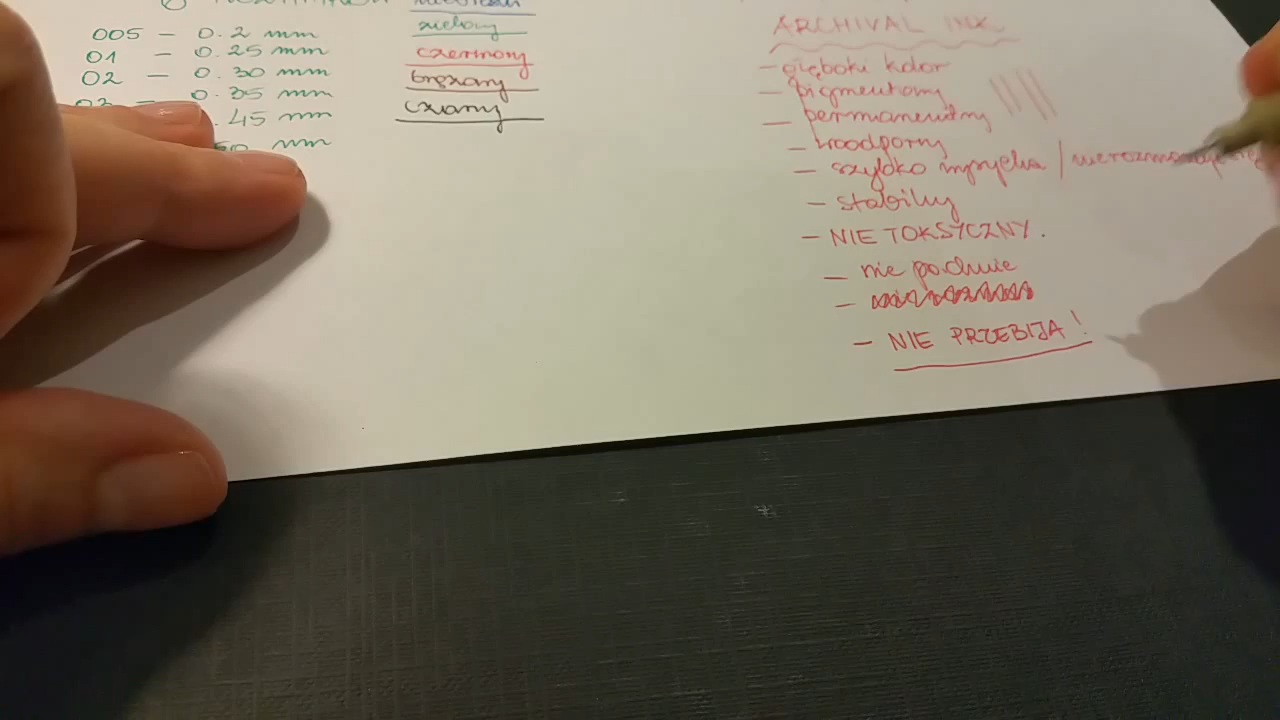 005 - 0.2 mm
01 - 0.25 mm
02 - 0.30 mm
0.35 mm
.45 mm
50 mm
zielony
czerwony
brązowy
czarny
ARCHIVAL INK
- głęboki kolor
- pigmentowy
- permanentny
- wodoodporny
- szybko wysycha /
- stabilny
- NIE TOKSYCZNY.
- nie pachnie
- NIE PRZEBIJA!